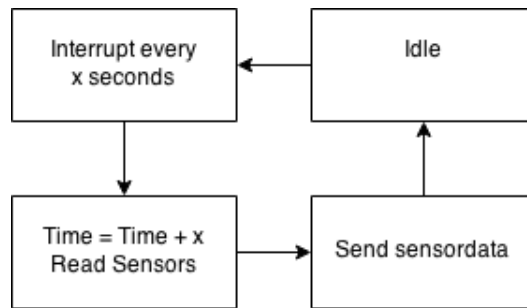 Interrupt every
x seconds
Idle
Time = Time + x
Read Sensors
Send sensordata